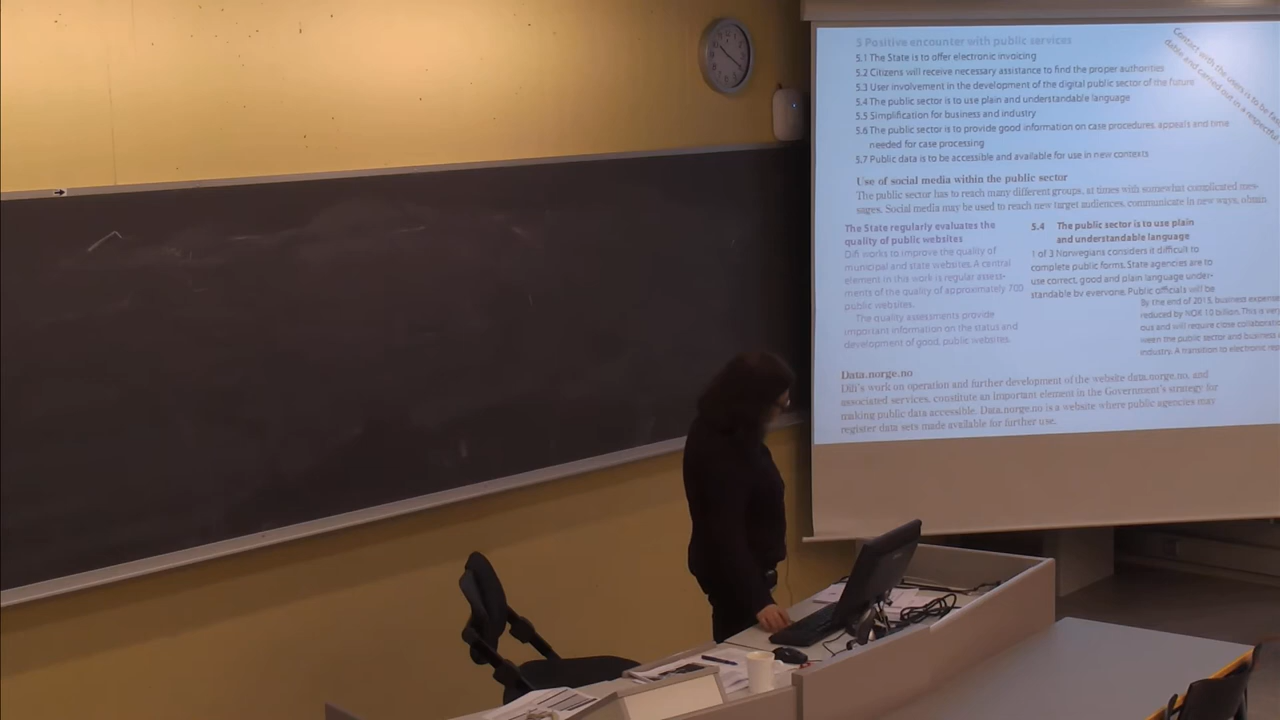 5 Positive encounter with public services
5.1 The State is to offer electronic invoicing
5.2 Citizens will receive necessary assistance to find the proper authorities
5.3 User involvement in the development of the digital public sector of the future
5.4 The public sector is to use plain and understandable language
5.5 Simplification for business and industry
5.6 The public sector is to provide good information on case procedures, appeals and time
needed for case processing
5.7 Public data is to be accessible and available for use in new contexts
Contact with the users is to be
dable and carried out in a respectful
Use of social media within the public sector
The public sector has to reach many different groups, at times with somewhat complicated mes-
sages. Social media may be used to reach new target audiences, communicate in new ways, obtain
The State regularly evaluates the
quality of public websites
Difi works to improve the quality of
municipal and state websites. A central
element in this work is regular assess-
ments of the quality of approximately 700
public websites.
The quality assessments provide
important information on the status and
development of good, public websites.
5.4 The public sector is to use plain
and understandable language
1 of 3 Norwegians considers it difficult to
complete public forms. State agencies are to
use correct, good and plain language under-
standable by everyone. Public officials will be
By the end of 2015, business expense
reduced by NOK 10 billion. This is very
ous and will require close collaboratio
ween the public sector and business
industry. A transition to electronic rep
Data.norge.no
Difi's work on operation and further development of the website data.norge.no, and
associated services, constitute an important element in the Government's strategy for
making public data accessible. Data.norge.no is a website where public agencies may
register data sets made available for further use.